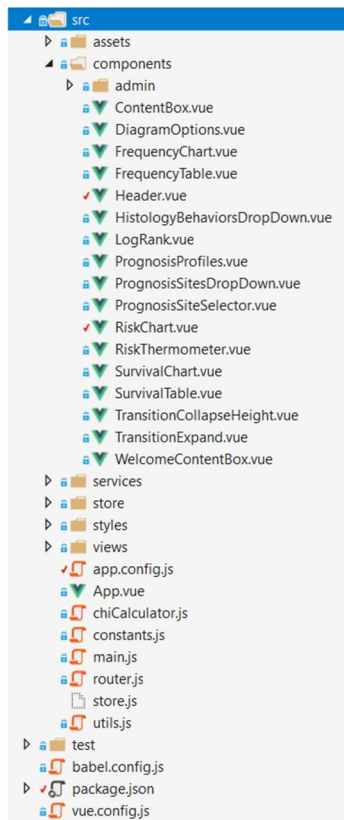 src
assets
components
admin
ContentBox.vue
DiagramOptions.vue
FrequencyChart.vue
FrequencyTable.vue
Header.vue
HistologyBehaviorsDropDown.vue
LogRank.vue
PrognosisProfiles.vue
PrognosisSitesDropDown.vue
PrognosisSiteSelector.vue
RiskChart.vue
RiskThermometer.vue
SurvivalChart.vue
SurvivalTable.vue
TransitionCollapseHeight.vue
TransitionExpand.vue
WelcomeContentBox.vue
services
store
styles
views
app.config.js
App.vue
chiCalculator.js
constants.js
main.js
router.js
store.js
utils.js
test
babel.config.js
package.json
vue.config.js